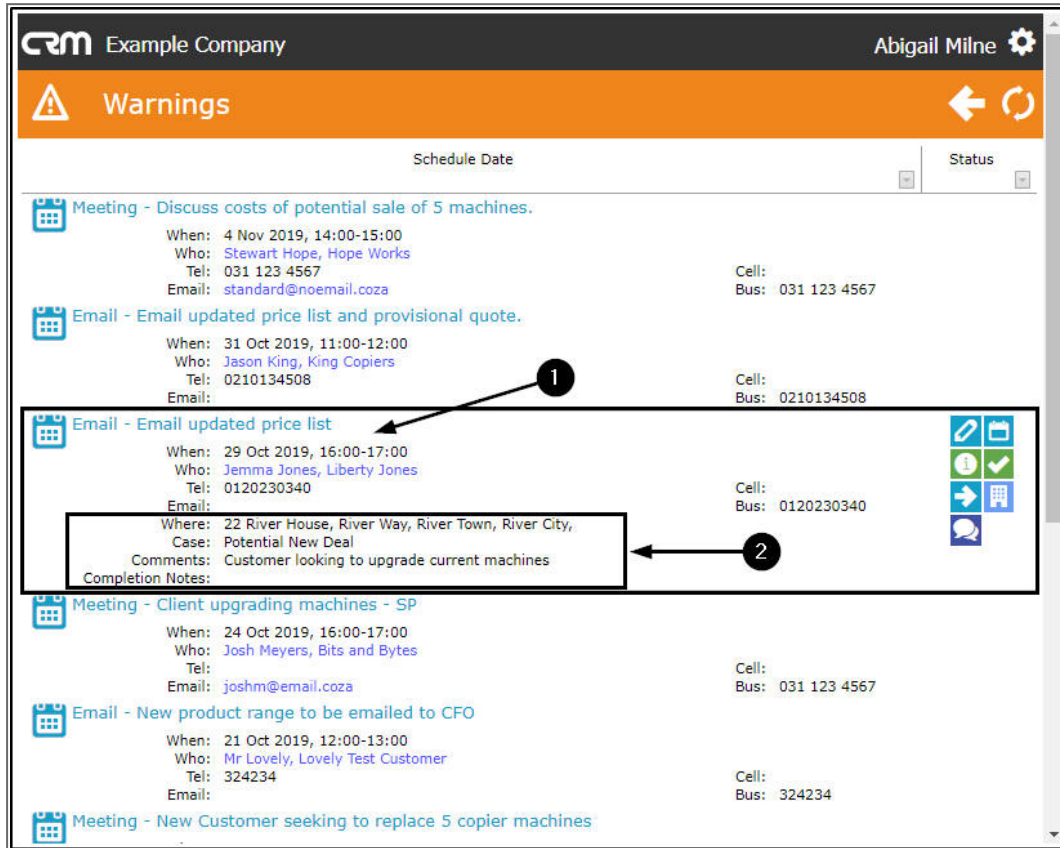 CRM Example Company Abigail Milne
Warnings
Schedule Date Status
Meeting - Discuss costs of potential sale of 5 machines.
When: 4 Nov 2019, 14:00-15:00
Who: Stewart Hope, Hope Works
Tel: 031 123 4567 Cell:
Email: standard@noemail.coza Bus: 031 123 4567
Email - Email updated price list and provisional quote.
When: 31 Oct 2019, 11:00-12:00
Who: Jason King, King Copiers
1
Tel: 0210134508 Cell:
Email: Bus: 0210134508
Email - Email updated price list
When: 29 Oct 2019, 16:00-17:00
Who: Jemma Jones, Liberty Jones
Tel: 0120230340 Cell:
Email: Bus: 0120230340
Where: 22 River House, River Way, River Town, River City,
Case: Potential New Deal
2
Comments: Customer looking to upgrade current machines
Completion Notes:
Meeting - Client upgrading machines - SP
When: 24 Oct 2019, 16:00-17:00
Who: Josh Meyers, Bits and Bytes
Tel: Cell:
Email: joshm@email.coza Bus: 031 123 4567
Email - New product range to be emailed to CFO
When: 21 Oct 2019, 12:00-13:00
Who: Mr Lovely, Lovely Test Customer
Tel: 324234 Cell:
Email: Bus: 324234
Meeting - New Customer seeking to replace 5 copier machines